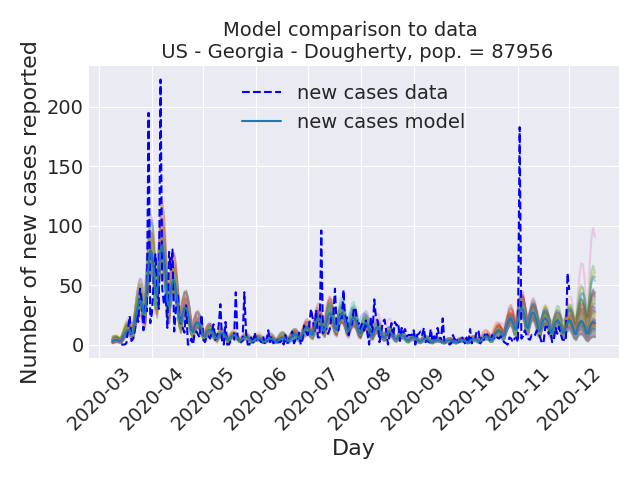 Model comparison to data
US - Georgia - Dougherty, pop. = 87956
Number of new cases reported
200
150
100
50
0
new cases data
new cases model
2020-03
2020-04
2020-05
2020-06
2020-07
2020-08
2020-09
2020-10
2020-11
2020-12
Day